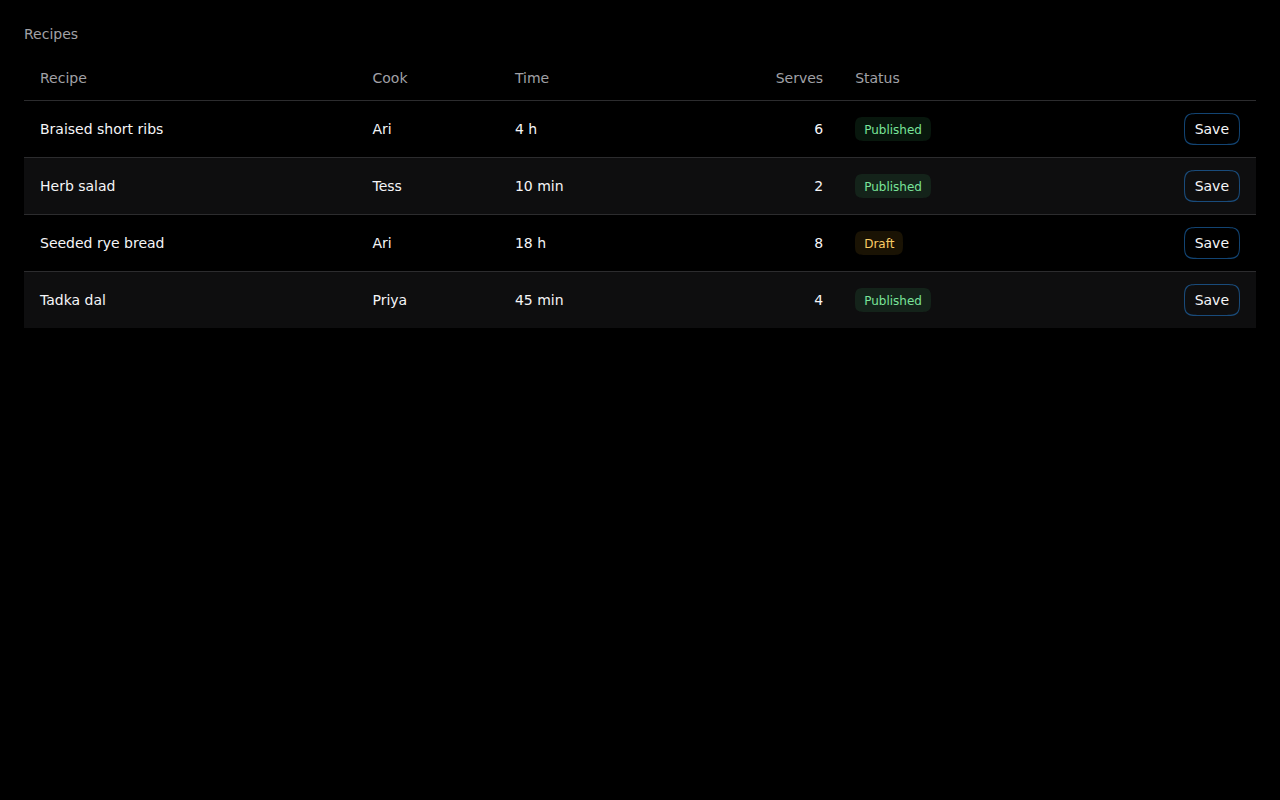 Recipes
Recipe Cook Time Serves Status
Braised short ribs Ari 4 h 6 Published Save
Herb salad Tess 10 min 2 Published Save
Seeded rye bread Ari 18 h 8 Draft Save
Tadka dal Priya 45 min 4 Published Save